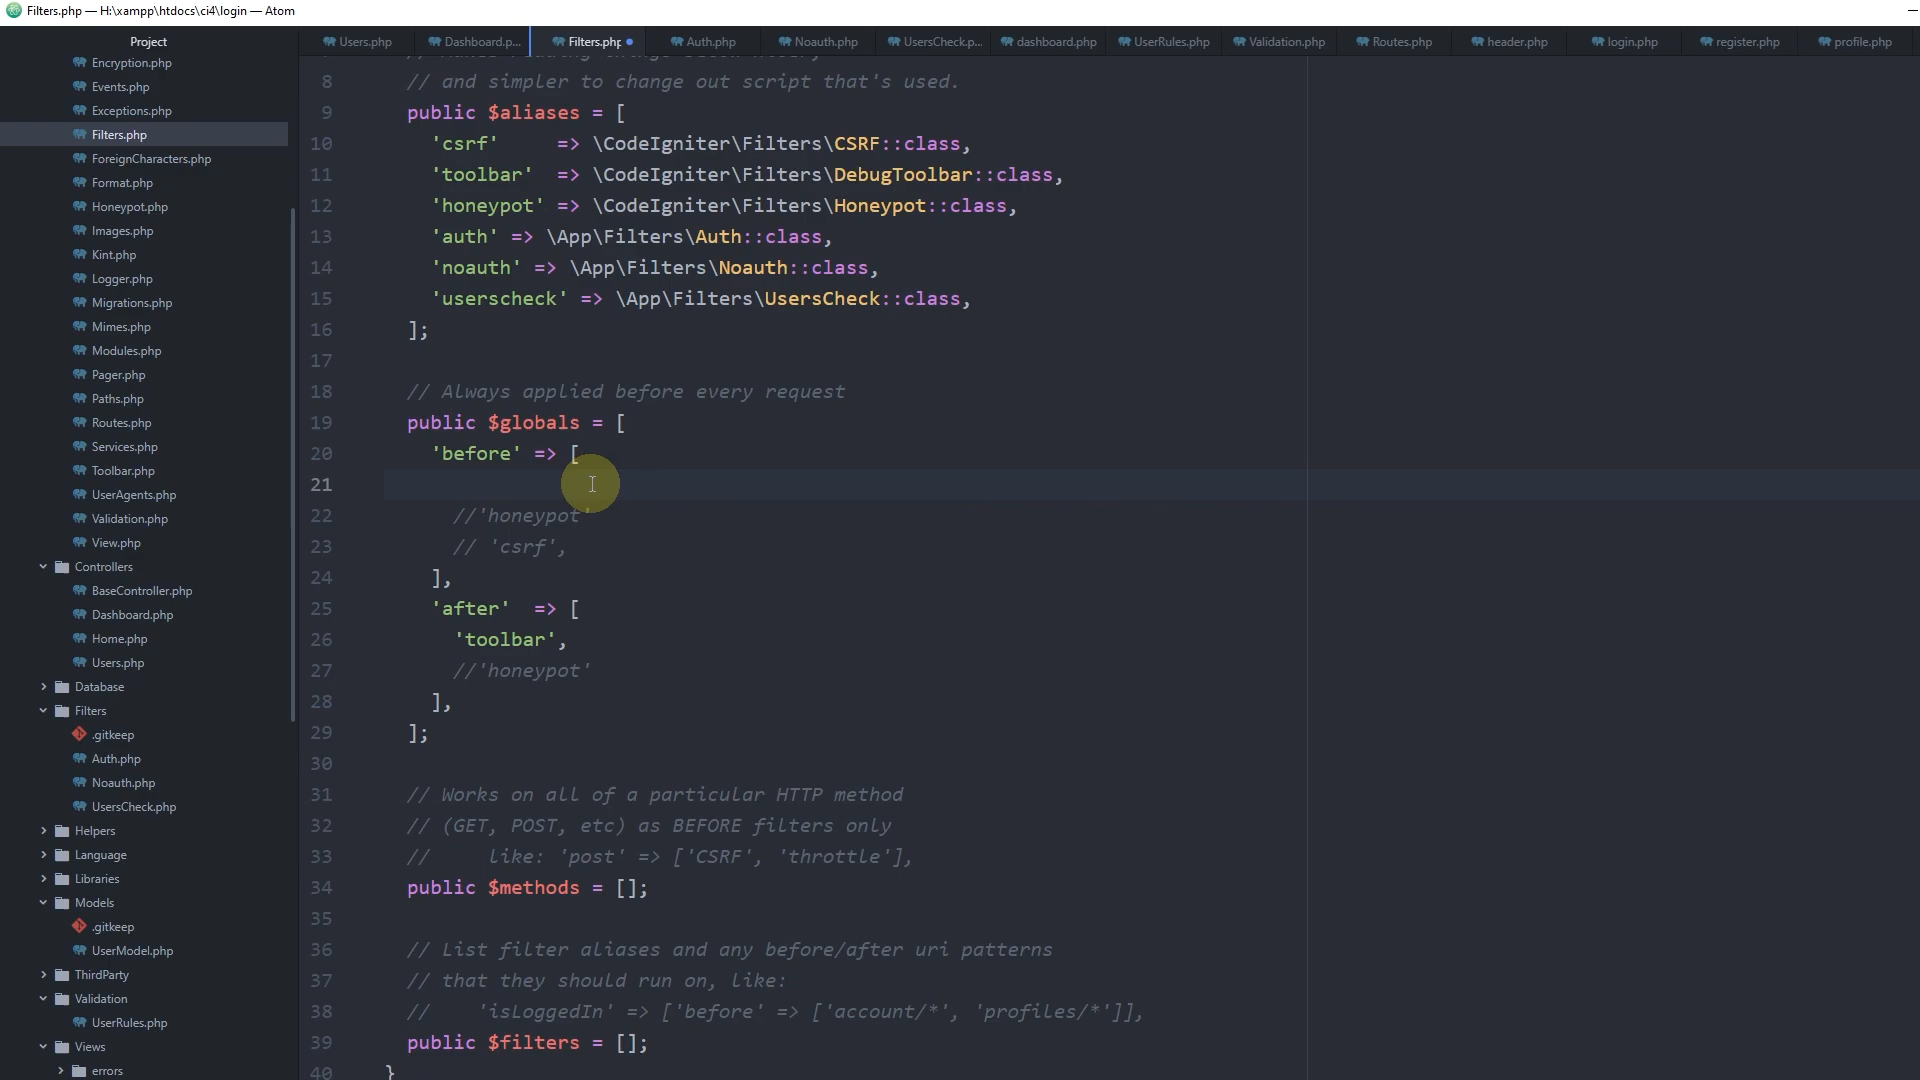 Filters.php — H:\xampp\htdocs\ci4\login — Atom
Project
Users.php
Dashboard.p...
Filters.php
Auth.php
Noauth.php
UsersCheck.p...
dashboard.php
UserRules.php
Validation.php
Routes.php
header.php
login.php
register.php
profile.php
Encryption.php
Events.php
Exceptions.php
Filters.php
ForeignCharacters.php
Format.php
Honeypot.php
Images.php
Kint.php
Logger.php
Migrations.php
Mimes.php
Modules.php
Pager.php
Paths.php
Routes.php
Services.php
Toolbar.php
UserAgents.php
Validation.php
View.php
Controllers
BaseController.php
Dashboard.php
Home.php
Users.php
Database
Filters
.gitkeep
Auth.php
Noauth.php
UsersCheck.php
Helpers
Language
Libraries
Models
.gitkeep
UserModel.php
ThirdParty
Validation
UserRules.php
Views
errors
8 // and simpler to change out script that's used.
9 public $aliases = [
10 'csrf'     => \CodeIgniter\Filters\CSRF::class,
11 'toolbar'  => \CodeIgniter\Filters\DebugToolbar::class,
12 'honeypot' => \CodeIgniter\Filters\Honeypot::class,
13 'auth' => \App\Filters\Auth::class,
14 'noauth' => \App\Filters\Noauth::class,
15 'userscheck' => \App\Filters\UsersCheck::class,
16 ];
17
18 // Always applied before every request
19 public $globals = [
20 'before' => [
21
22 //'honeypot'
23 // 'csrf',
24 ],
25 'after'  => [
26 'toolbar',
27 //'honeypot'
28 ],
29 ];
30
31 // Works on all of a particular HTTP method
32 // (GET, POST, etc) as BEFORE filters only
33 //     like: 'post' => ['CSRF', 'throttle'],
34 public $methods = [];
35
36 // List filter aliases and any before/after uri patterns
37 // that they should run on, like:
38 //    'isLoggedIn' => ['before' => ['account/*', 'profiles/*']],
39 public $filters = [];
40 }